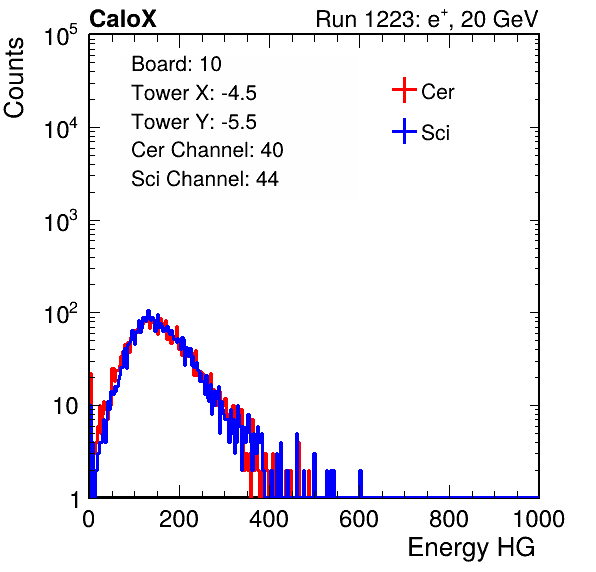 CaloX Run 1223: e⁺, 20 GeV
Board: 10
Tower X: -4.5
Tower Y: -5.5
Cer Channel: 40
Sci Channel: 44
Cer
Sci
Counts
10⁵
10⁴
10³
10²
10
1
0 200 400 600 800 1000
Energy HG